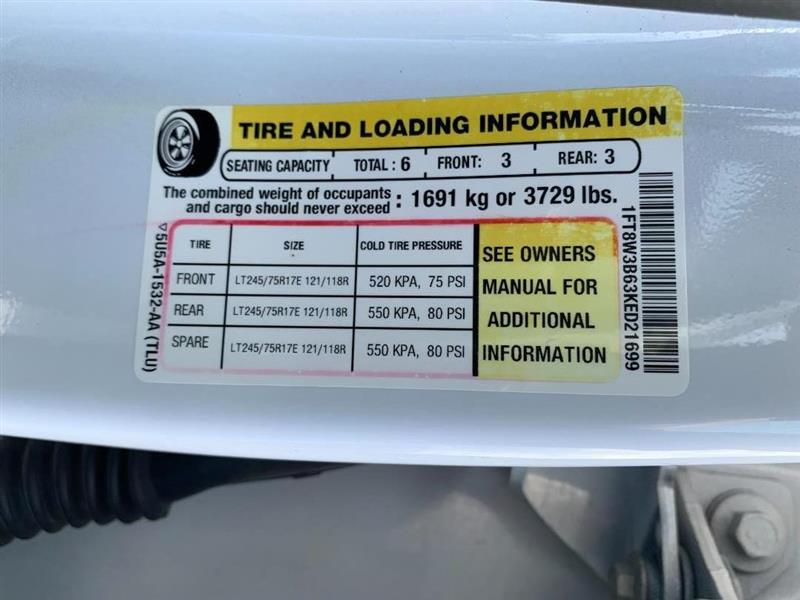 TIRE AND LOADING INFORMATION
SEATING CAPACITY TOTAL: 6 FRONT: 3 REAR: 3
The combined weight of occupants
and cargo should never exceed : 1691 kg or 3729 lbs.
TIRE SIZE COLD TIRE PRESSURE
FRONT LT245/75R17E 121/118R 520 KPA, 75 PSI
REAR LT245/75R17E 121/118R 550 KPA, 80 PSI
SPARE LT245/75R17E 121/118R 550 KPA, 80 PSI
SEE OWNERS
MANUAL FOR
ADDITIONAL
INFORMATION
1FT8W3B63KED21699
5U5A-1532-AA (TLU)